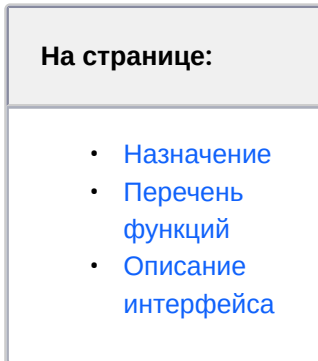 На странице:
• Назначение
• Перечень
функций
• Описание
интерфейса